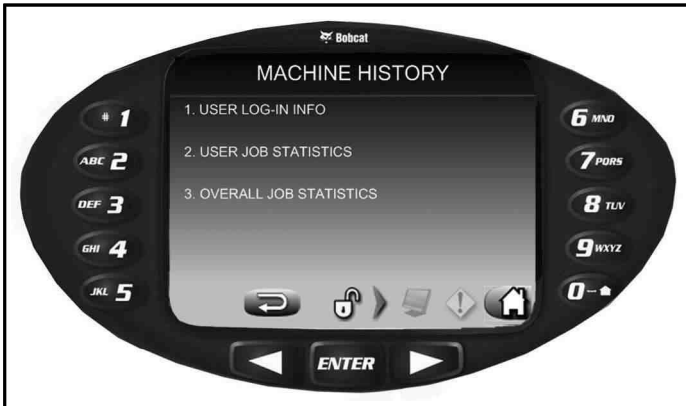 Bobcat
MACHINE HISTORY
1. USER LOG-IN INFO
2. USER JOB STATISTICS
3. OVERALL JOB STATISTICS
# 1
ABC 2
DEF 3
GHI 4
JKL 5
6 MNO
7 PQRS
8 TUV
9 WXYZ
0
ENTER